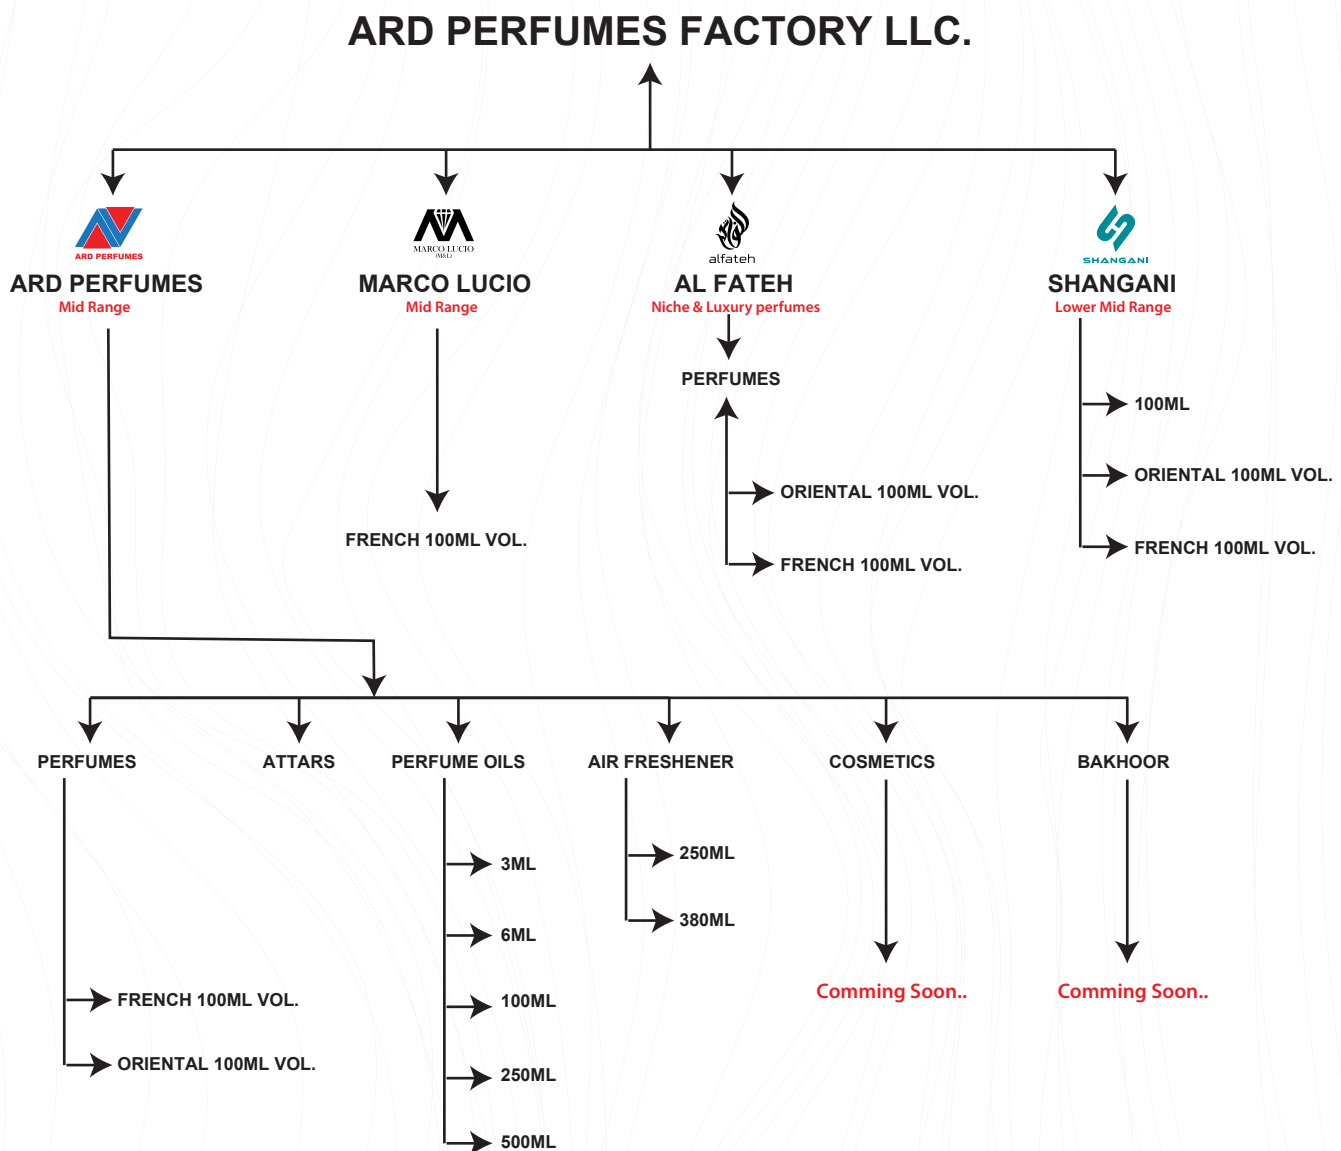 ARD PERFUMES FACTORY LLC.
ARD PERFUMES
MARCO LUCIO
(M&L)
alfateh
SHANGANI
ARD PERFUMES
Mid Range
MARCO LUCIO
Mid Range
AL FATEH
Niche & Luxury perfumes
SHANGANI
Lower Mid Range
PERFUMES
100ML
ORIENTAL 100ML VOL.
ORIENTAL 100ML VOL.
FRENCH 100ML VOL.
FRENCH 100ML VOL.
FRENCH 100ML VOL.
PERFUMES
ATTARS
PERFUME OILS
AIR FRESHENER
COSMETICS
BAKHOOR
3ML
250ML
6ML
380ML
100ML
Comming Soon..
Comming Soon..
FRENCH 100ML VOL.
ORIENTAL 100ML VOL.
250ML
500ML